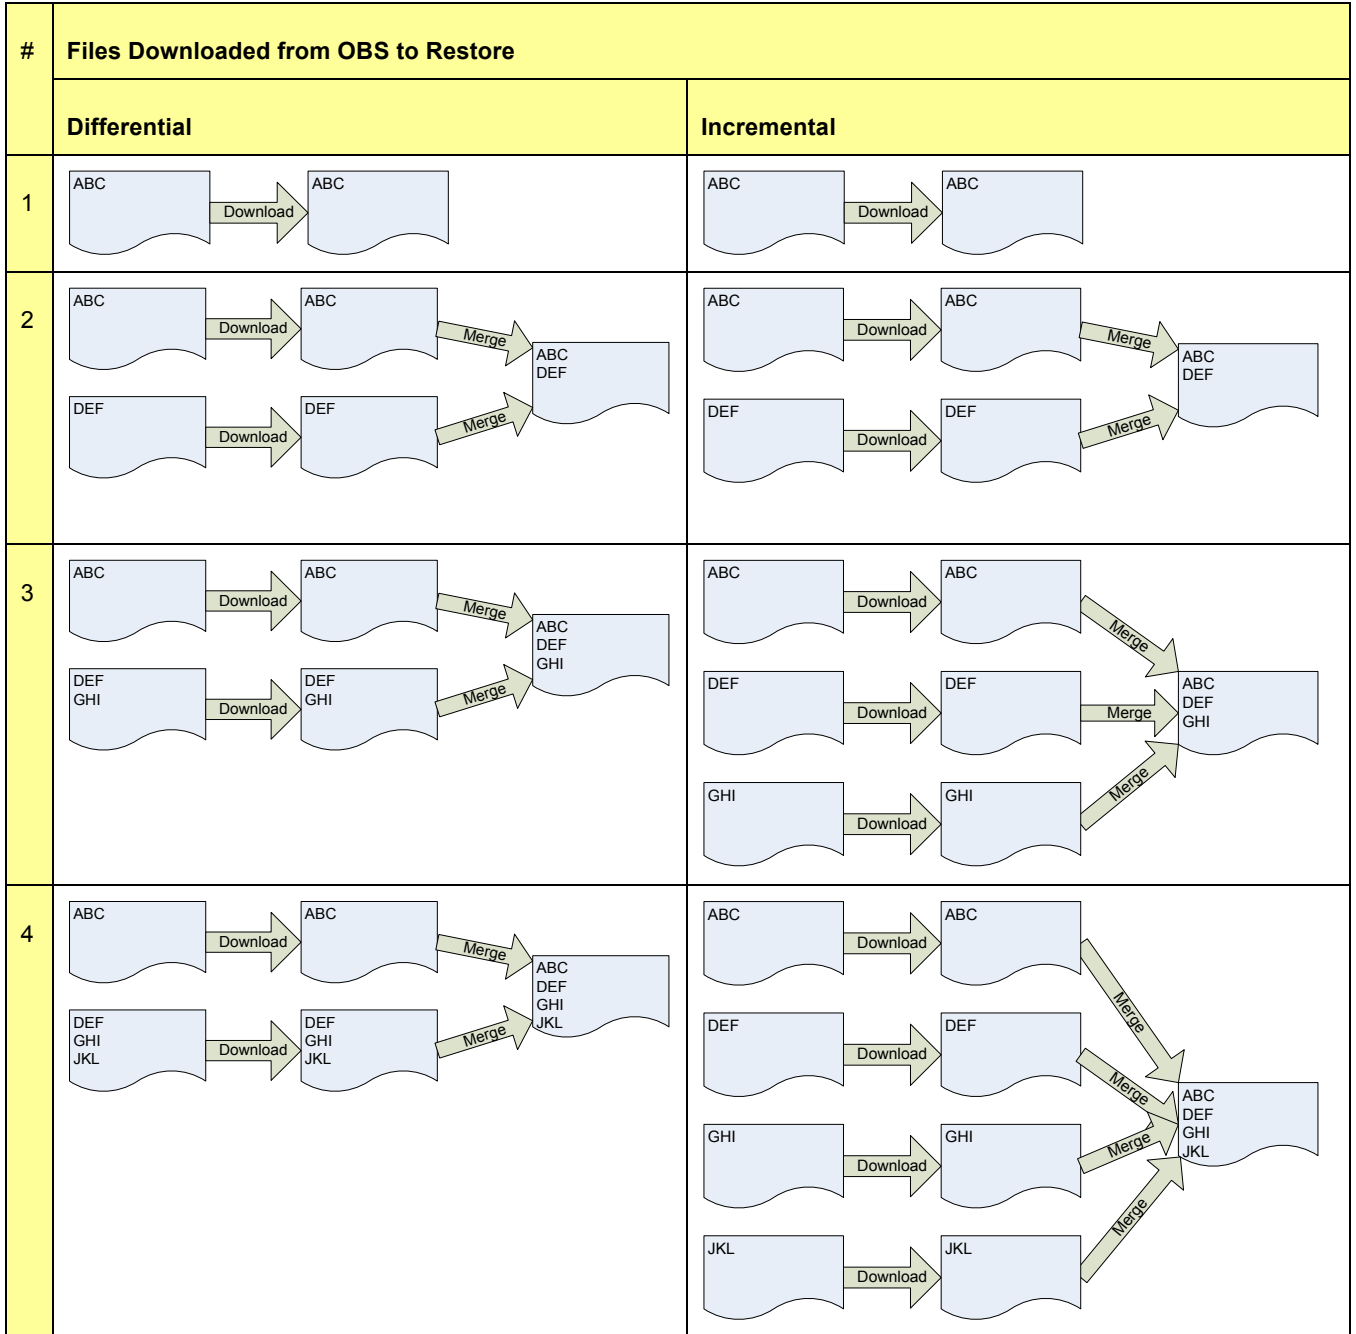 # Files Downloaded from OBS to Restore
Differential Incremental
1
ABC Download ABC
ABC Download ABC
2
ABC Download ABC Merge
DEF Download DEF Merge
ABC
DEF
ABC Download ABC Merge
DEF Download DEF Merge
ABC
DEF
3
ABC Download ABC Merge
DEF
GHI
Download
DEF
GHI
Merge
ABC
DEF
GHI
ABC Download ABC Merge
DEF Download DEF Merge
GHI Download GHI Merge
ABC
DEF
GHI
4
ABC Download ABC Merge
DEF
GHI
JKL
Download
DEF
GHI
JKL
Merge
ABC
DEF
GHI
JKL
ABC Download ABC Merge
DEF Download DEF Merge
GHI Download GHI Merge
JKL Download JKL Merge
ABC
DEF
GHI
JKL